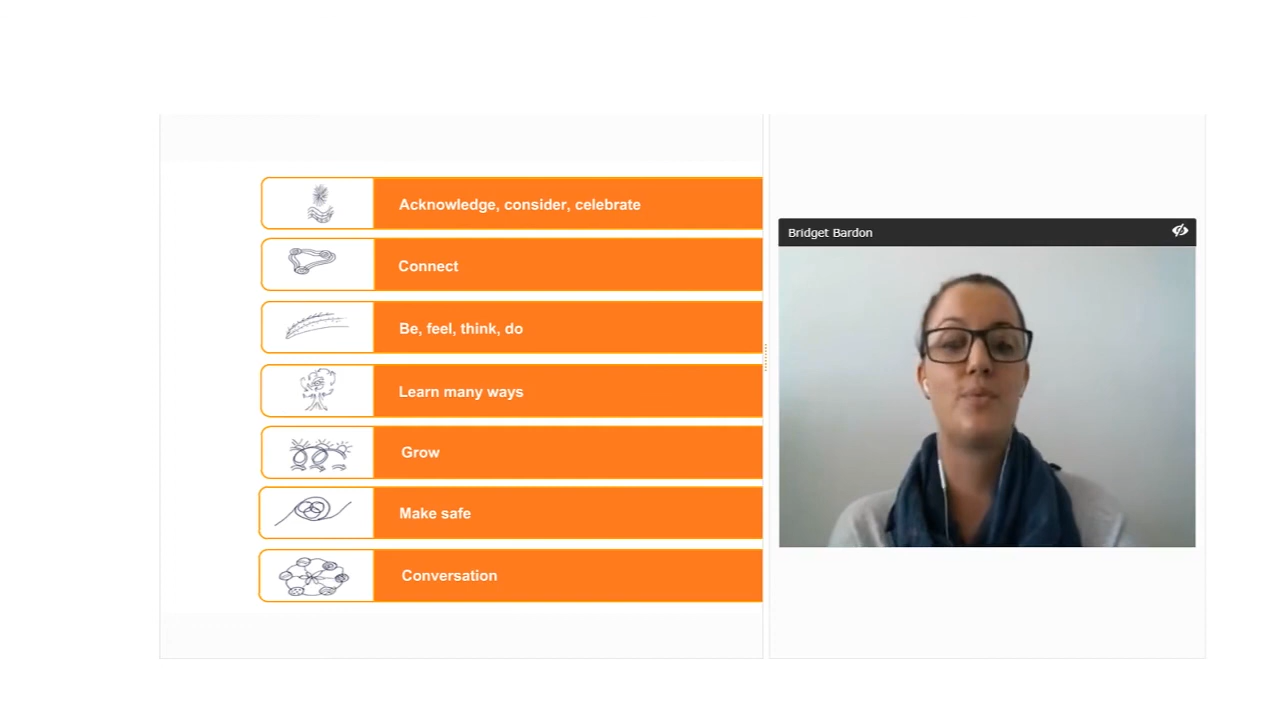 Acknowledge, consider, celebrate
Connect
Be, feel, think, do
Learn many ways
Grow
Make safe
Conversation
Bridget Bardon